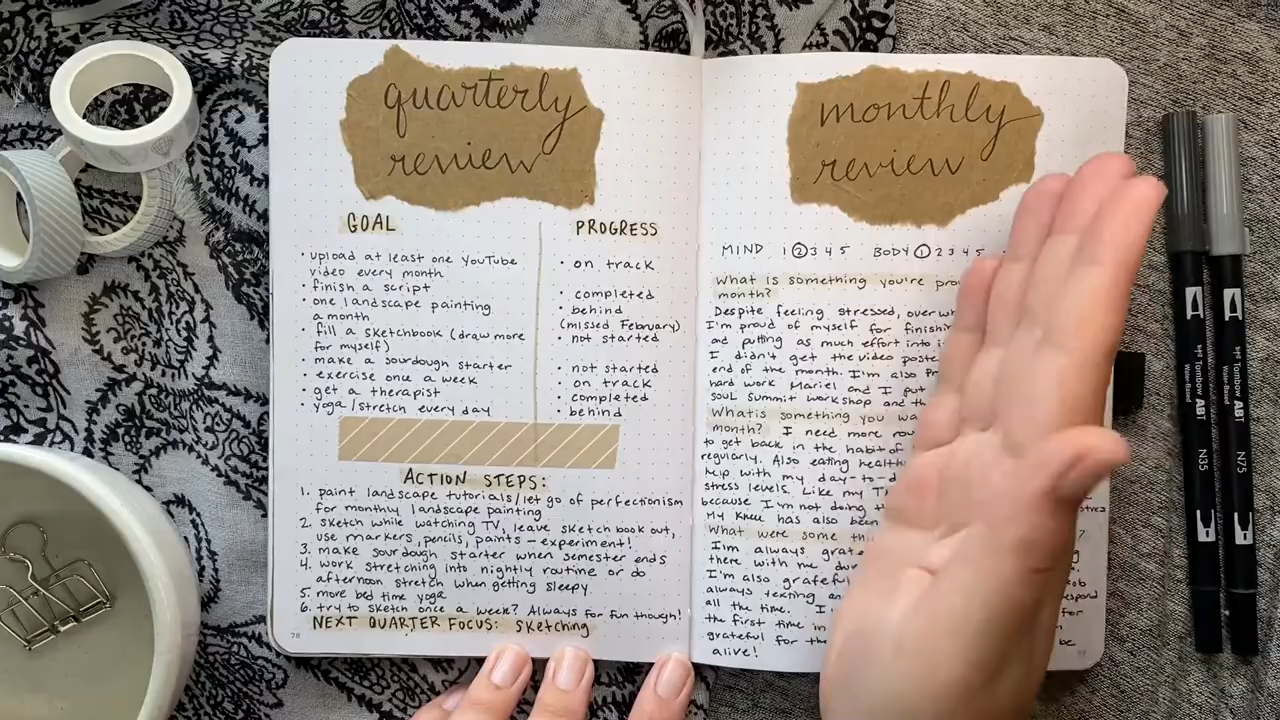 quarterly
review
GOAL
PROGRESS
• upload at least one YouTube
video every month
• finish a script
• one landscape painting
a month
• fill a sketchbook (draw more
for myself)
• make a sourdough starter
• exercise once a week
• get a therapist
• yoga/stretch every day
• on track
• completed
• behind
(missed February)
• not started
• not started
• on track
• completed
• behind
ACTION STEPS:
1. paint landscape tutorials/let go of perfectionism
for monthly landscape painting
2. sketch while watching TV, leave sketchbook out,
use markers, pencils, paints - experiment!
3. make sourdough starter when semester ends
4. work stretching into nightly routine or do
afternoon stretch when getting sleepy
5. more bed time yoga
6. try to sketch once a week? Always for fun though!
NEXT QUARTER FOCUS: sketching
78
monthly
review
MIND 1 2 3 4 5 BODY 1 2 3 4 5
What is something you're
month?
Despite feeling stressed,
I'm proud of myself for
and putting as much effort into
I didn't get the video
end of the month. I'm also
hard work Mariel and I put
soul summit workshop and
What is something you
month? I need more
to get back in the habit of
regularly. Also eating
help with my day-to-
stress levels. Like my
because I'm not doing
My knee has also been
What were some
I'm always
there with me
I'm also grateful
always texting
all the time. I
the first time in
grateful for
alive!
for
be
Tombow ABT
Water-Based
N35
Tombow ABT
Water-Based
N75